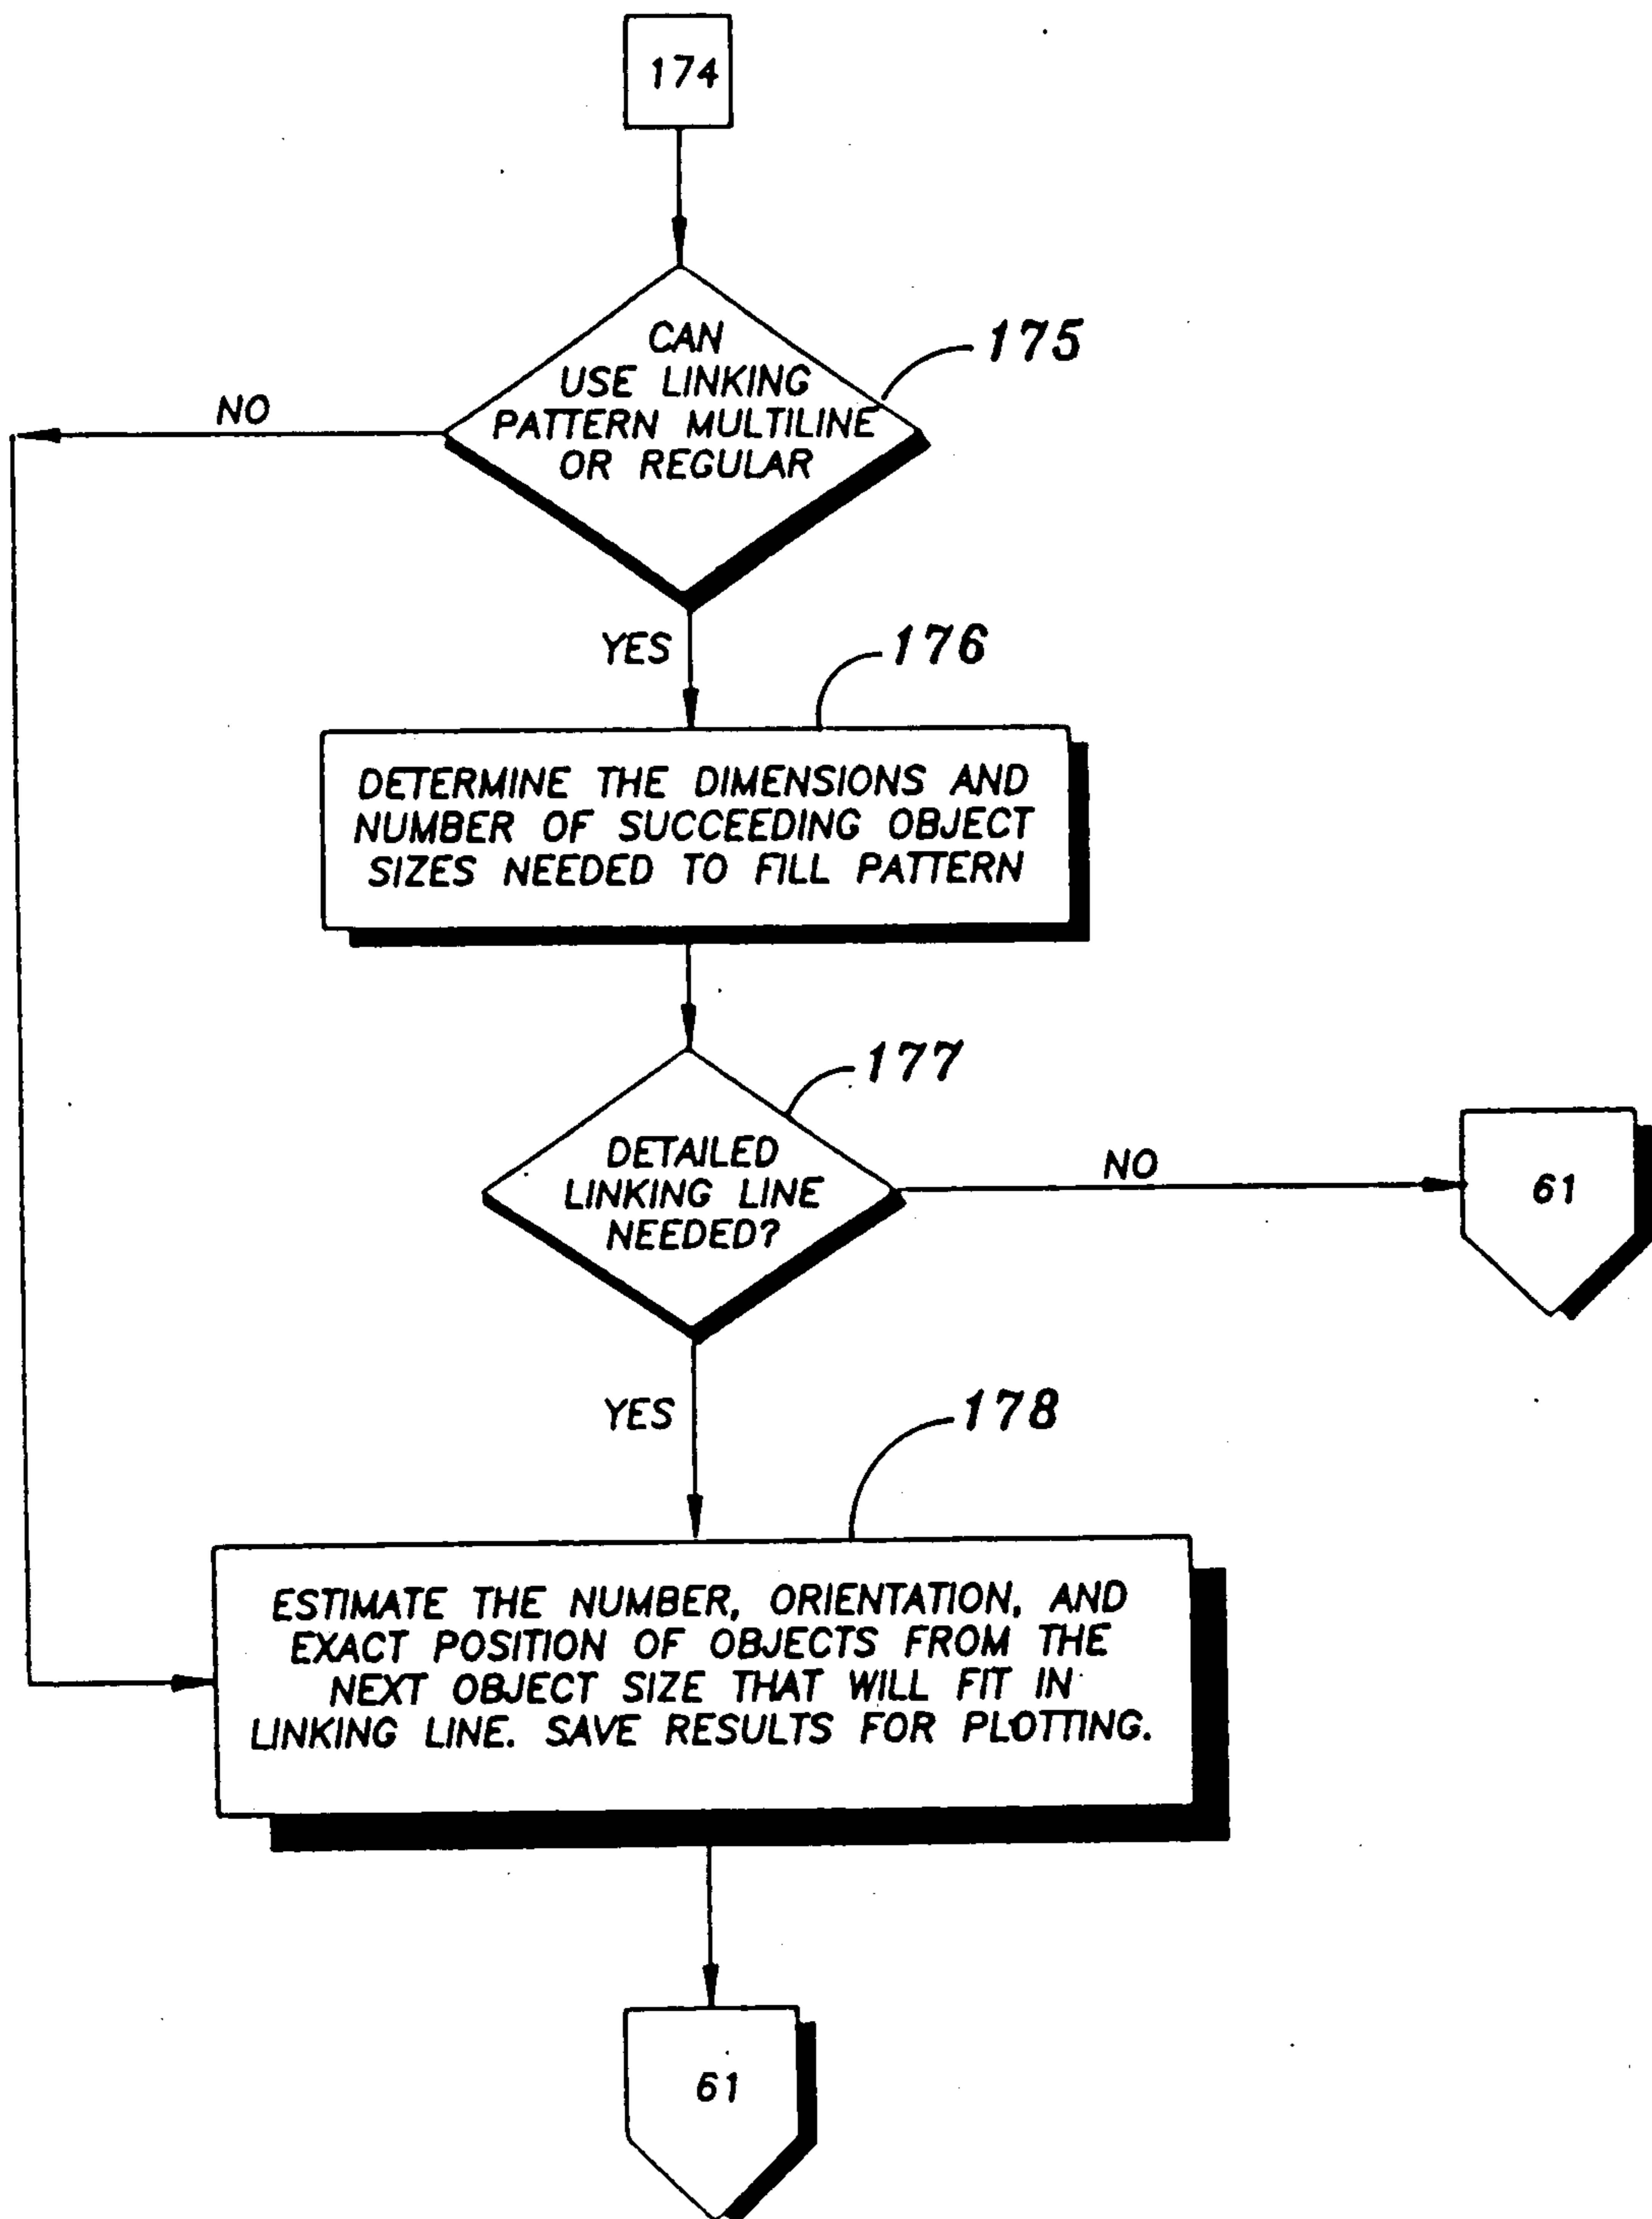 174
CAN
USE LINKING
PATTERN MULTILINE
OR REGULAR
175
NO
YES
176
DETERMINE THE DIMENSIONS AND
NUMBER OF SUCCEEDING OBJECT
SIZES NEEDED TO FILL PATTERN
177
DETAILED
LINKING LINE
NEEDED?
NO
61
YES
178
ESTIMATE THE NUMBER, ORIENTATION, AND
EXACT POSITION OF OBJECTS FROM THE
NEXT OBJECT SIZE THAT WILL FIT IN
LINKING LINE. SAVE RESULTS FOR PLOTTING.
61